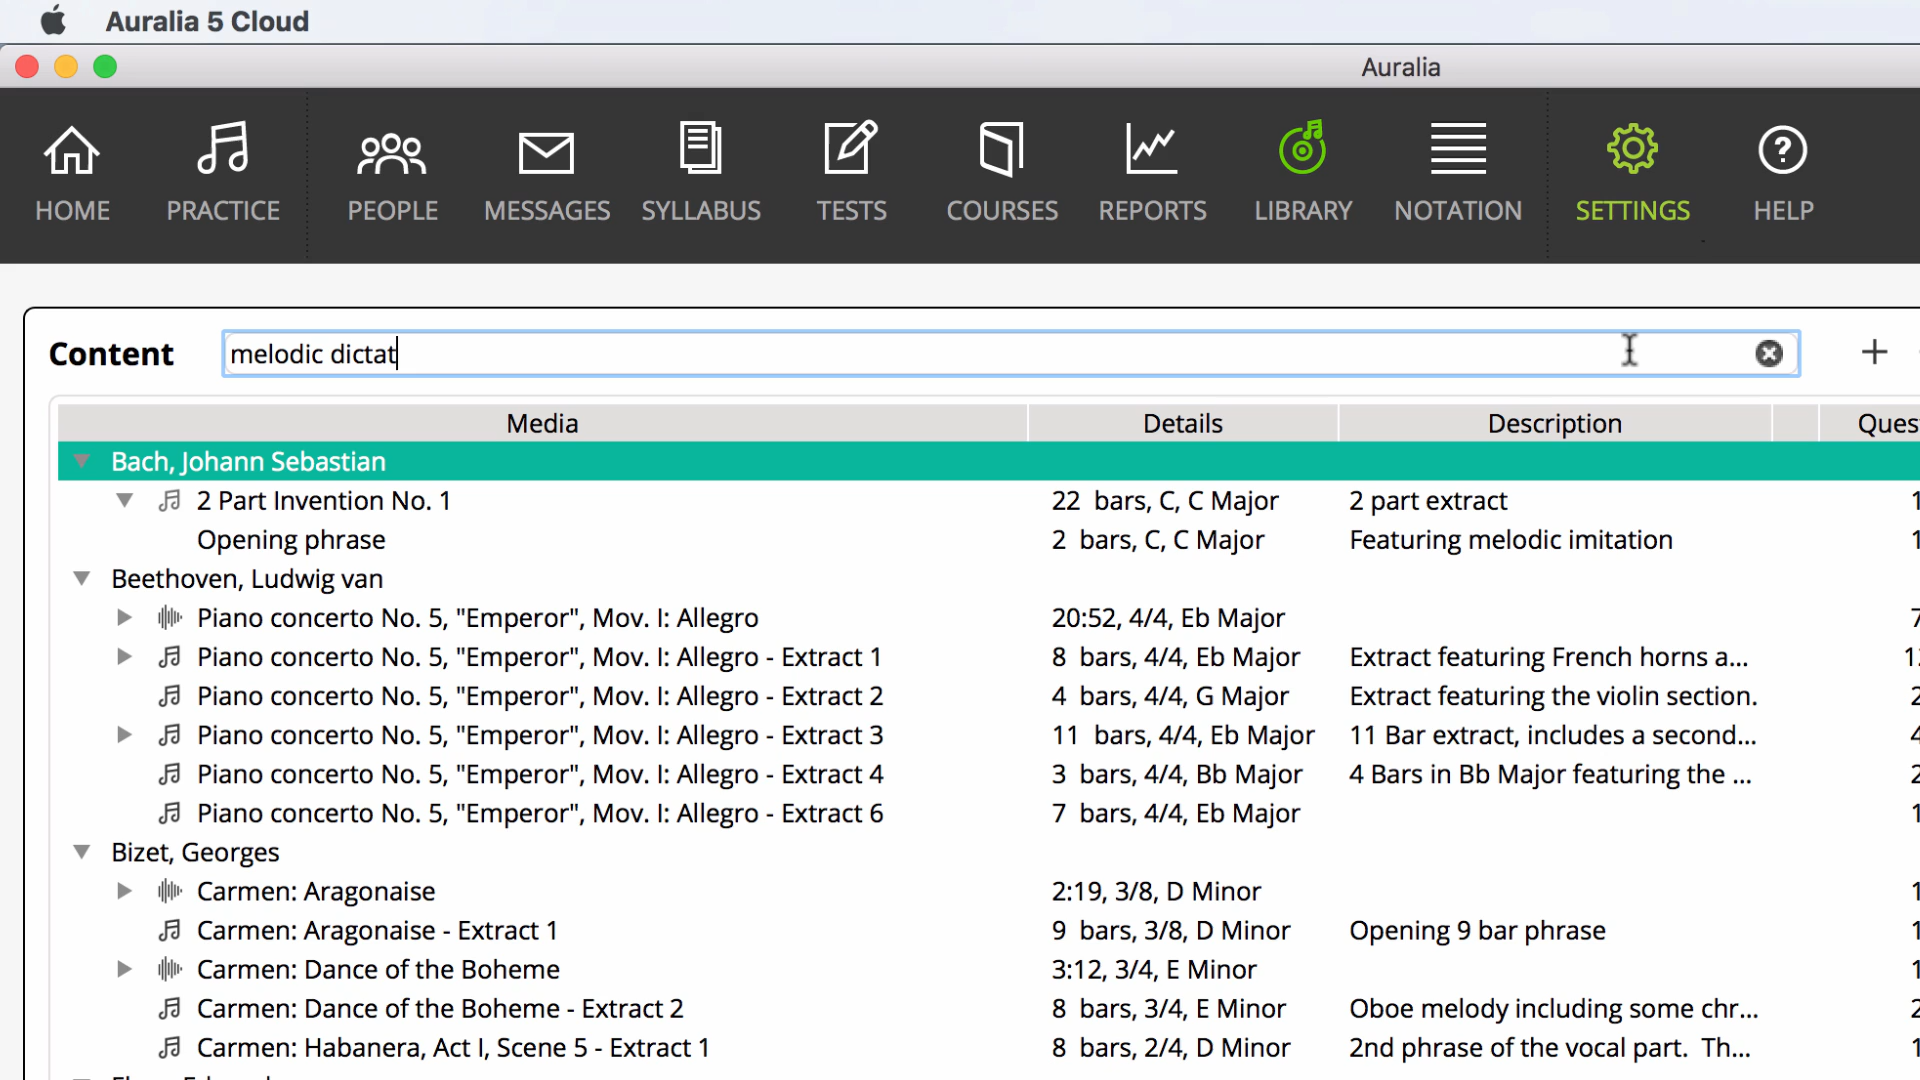 Auralia 5 Cloud
Auralia
HOME PRACTICE PEOPLE MESSAGES SYLLABUS TESTS COURSES REPORTS LIBRARY NOTATION SETTINGS HELP
Content melodic dictat +
Media Details Description Ques
Bach, Johann Sebastian
2 Part Invention No. 1 22 bars, C, C Major 2 part extract
Opening phrase 2 bars, C, C Major Featuring melodic imitation
Beethoven, Ludwig van
Piano concerto No. 5, "Emperor", Mov. I: Allegro 20:52, 4/4, Eb Major
Piano concerto No. 5, "Emperor", Mov. I: Allegro - Extract 1 8 bars, 4/4, Eb Major Extract featuring French horns a...
Piano concerto No. 5, "Emperor", Mov. I: Allegro - Extract 2 4 bars, 4/4, G Major Extract featuring the violin section.
Piano concerto No. 5, "Emperor", Mov. I: Allegro - Extract 3 11 bars, 4/4, Eb Major 11 Bar extract, includes a second...
Piano concerto No. 5, "Emperor", Mov. I: Allegro - Extract 4 3 bars, 4/4, Bb Major 4 Bars in Bb Major featuring the ...
Piano concerto No. 5, "Emperor", Mov. I: Allegro - Extract 6 7 bars, 4/4, Eb Major
Bizet, Georges
Carmen: Aragonaise 2:19, 3/8, D Minor
Carmen: Aragonaise - Extract 1 9 bars, 3/8, D Minor Opening 9 bar phrase
Carmen: Dance of the Boheme 3:12, 3/4, E Minor
Carmen: Dance of the Boheme - Extract 2 8 bars, 3/4, E Minor Oboe melody including some chr...
Carmen: Habanera, Act I, Scene 5 - Extract 1 8 bars, 2/4, D Minor 2nd phrase of the vocal part. Th...